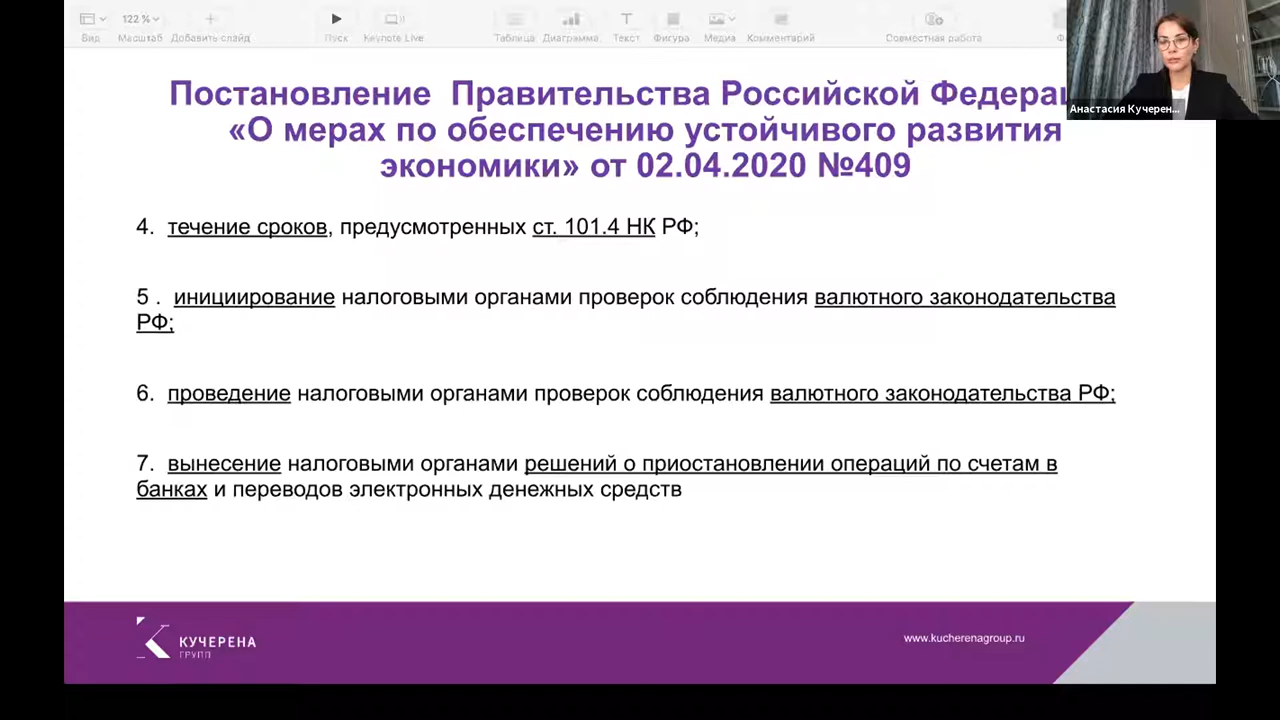 Вид
122 %
Масштаб
Добавить слайд
Пуск
Keynote Live
Таблица
Диаграмма
Текст
Фигура
Медиа
Комментарий
Совместная работа
Анастасия Кучерен...
Постановление Правительства Российской Федера
«О мерах по обеспечению устойчивого развития
экономики» от 02.04.2020 №409
4. течение сроков, предусмотренных ст. 101.4 НК РФ;
5 . инициирование налоговыми органами проверок соблюдения валютного законодательства
РФ;
6. проведение налоговыми органами проверок соблюдения валютного законодательства РФ;
7. вынесение налоговыми органами решений о приостановлении операций по счетам в
банках и переводов электронных денежных средств
КУЧЕРЕНА
ГРУПП
www.kucherenagroup.ru